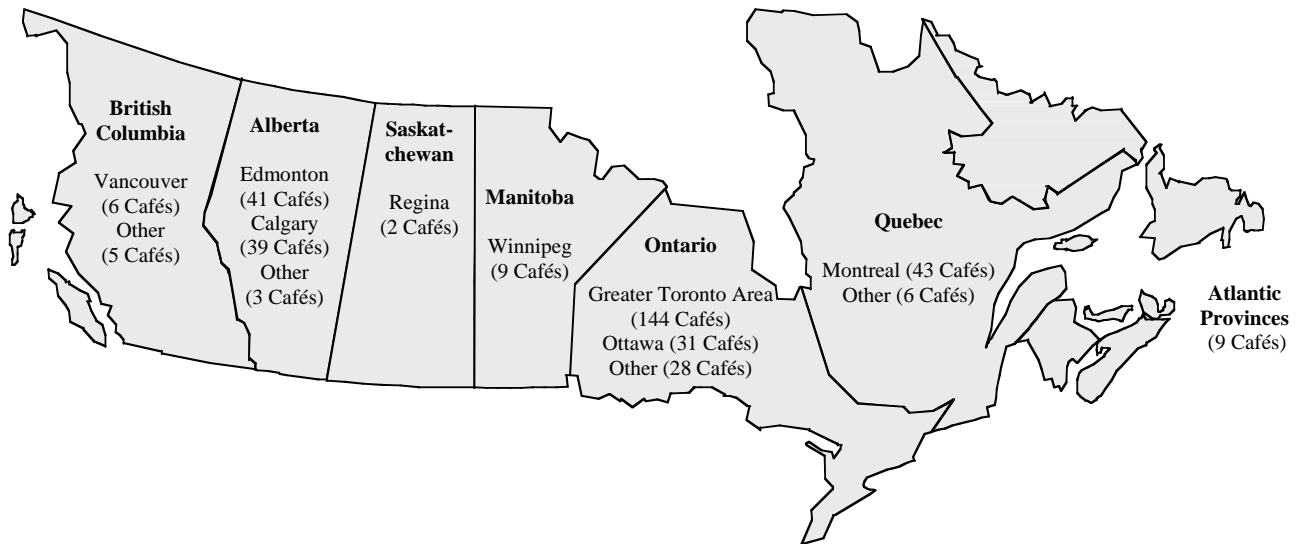 British
Columbia
Vancouver
(6 Cafés)
Other
(5 Cafés)
Alberta
Edmonton
(41 Cafés)
Calgary
(39 Cafés)
Other
(3 Cafés)
Saskat-
chewan
Regina
(2 Cafés)
Manitoba
Winnipeg
(9 Cafés)
Ontario
Greater Toronto Area
(144 Cafés)
Ottawa (31 Cafés)
Other (28 Cafés)
Quebec
Montreal (43 Cafés)
Other (6 Cafés)
Atlantic
Provinces
(9 Cafés)